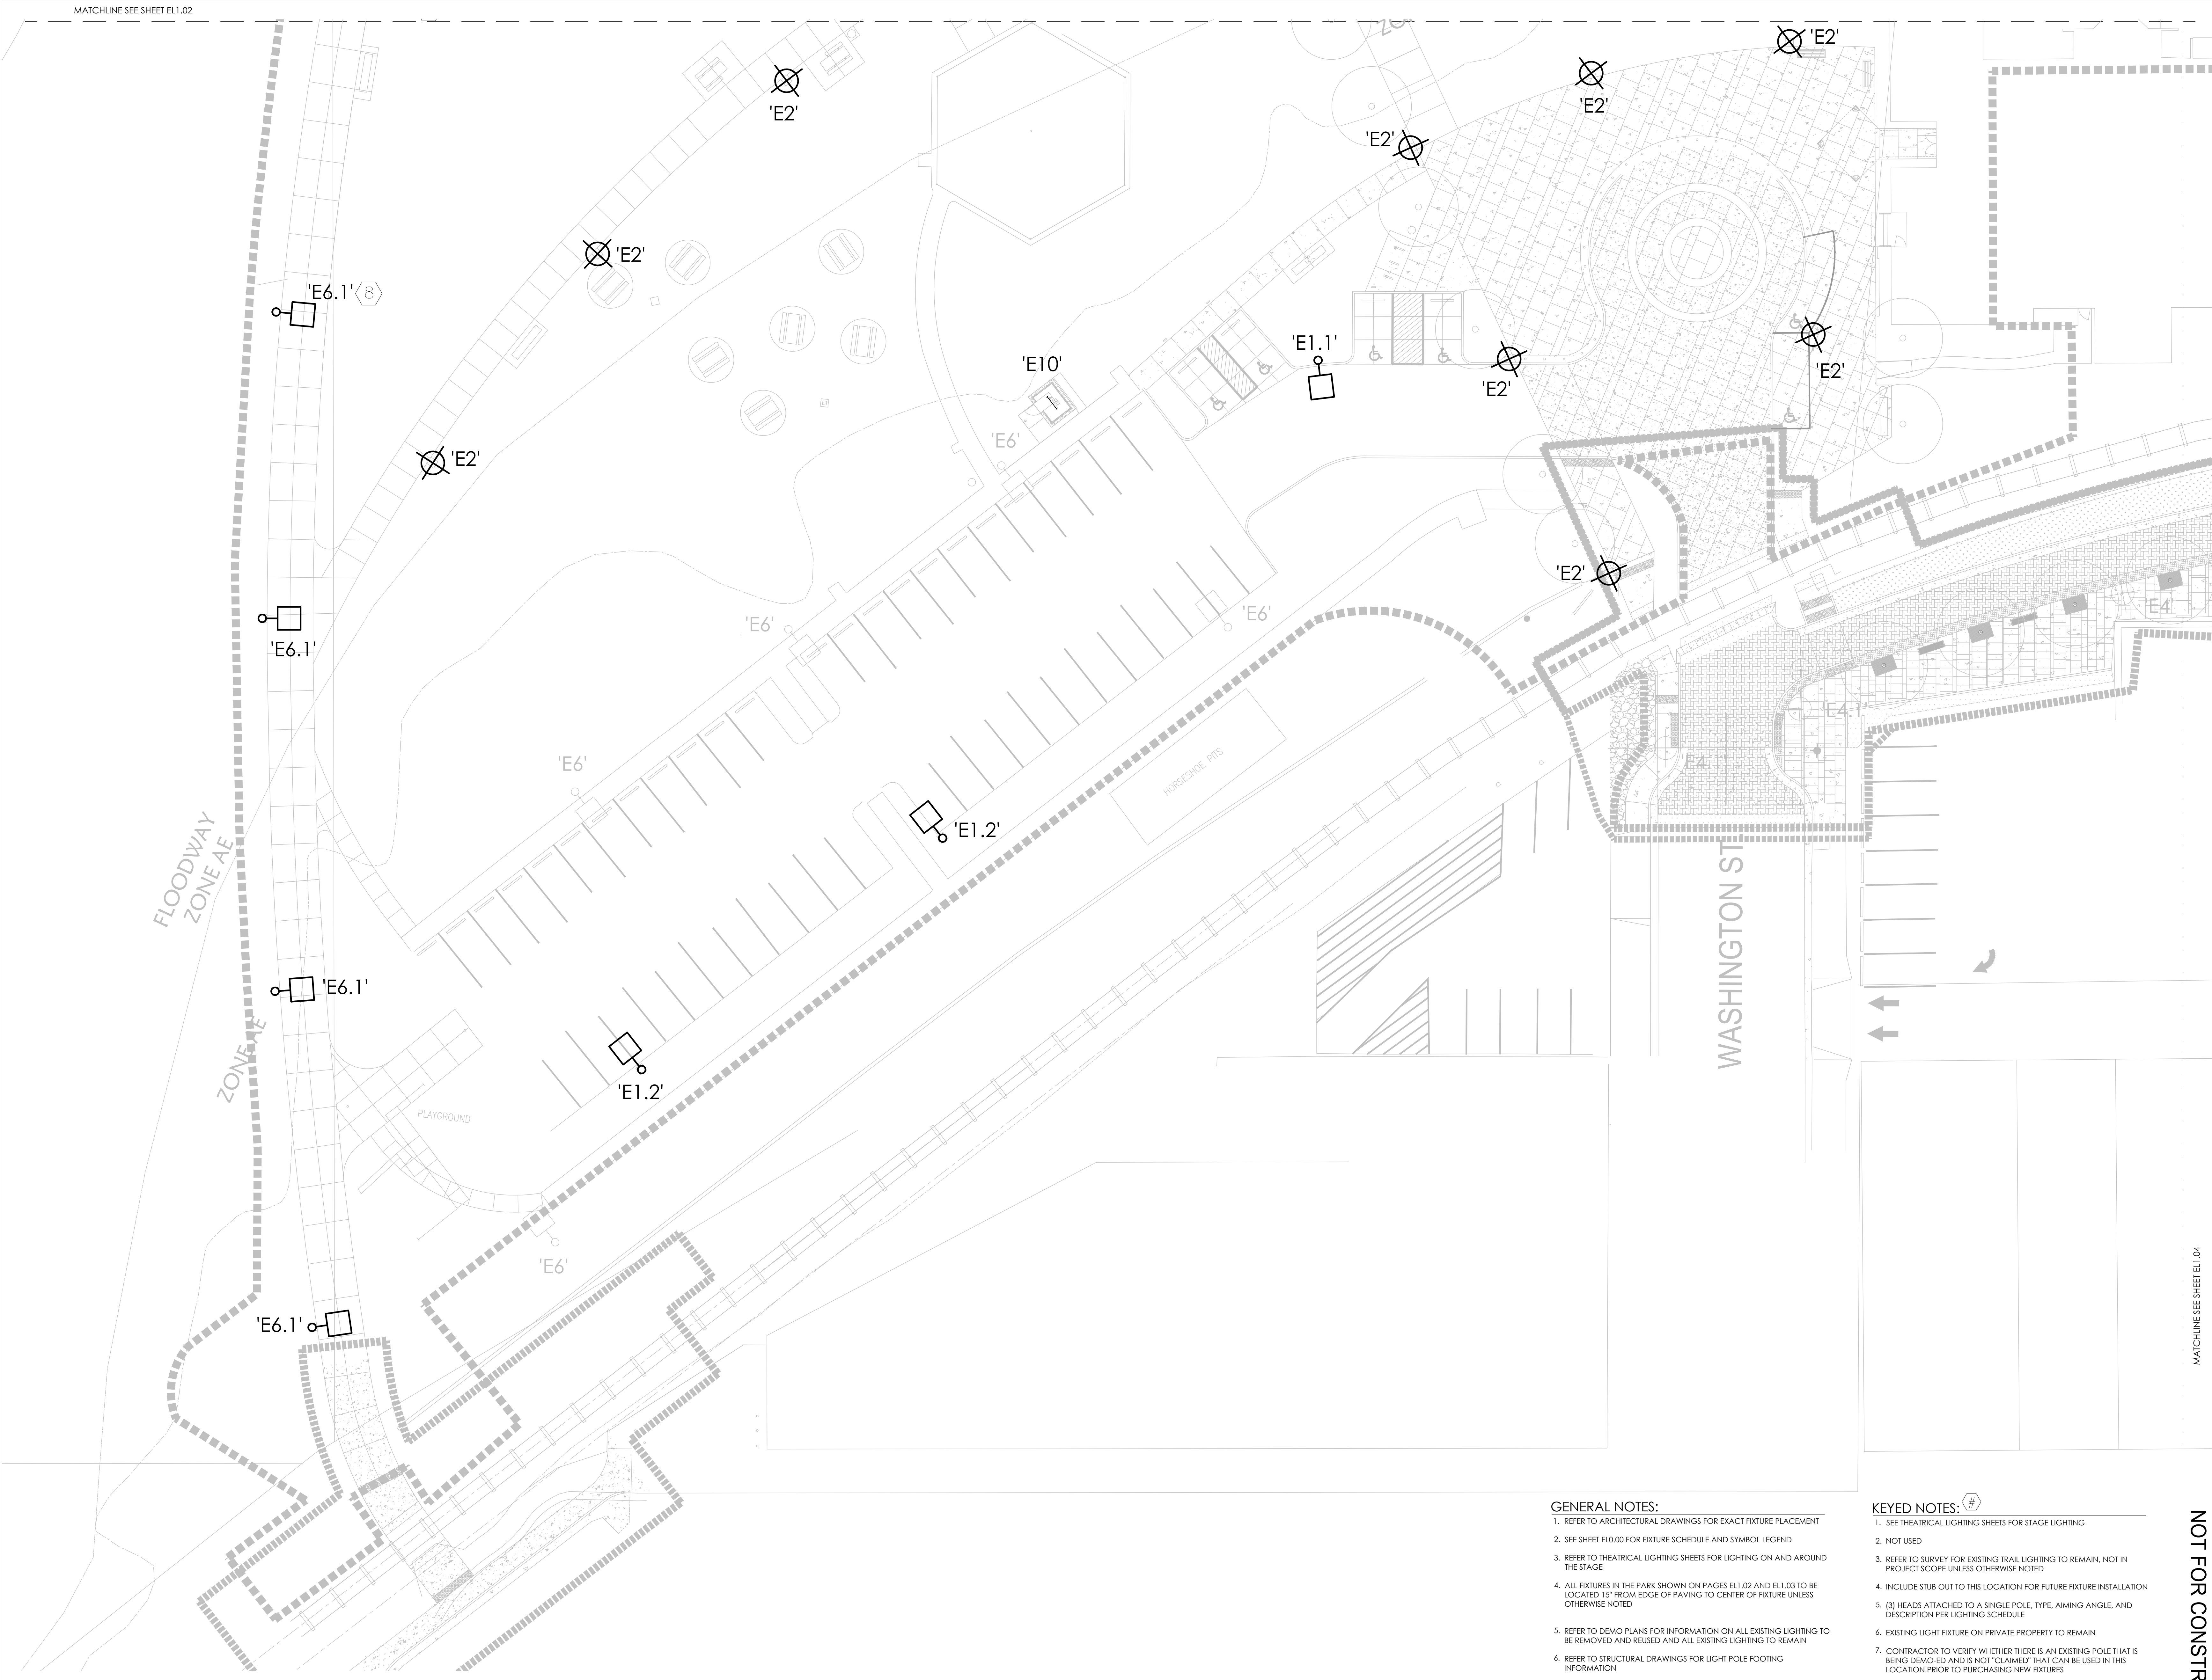 MATCHLINE SEE SHEET EL1.02
'E2'
'E2'
'E2'
'E2'
'E2'
'E6.1' 8
'E1.1'
'E10'
'E2'
'E2'
'E6'
'E2'
'E2'
'E4'
'E6'
'E6'
'E6.1'
'E4.1'
HORSESHOE PITS
'E6'
'E4.1'
'E1.2'
FLOODWAY
ZONE AE
WASHINGTON ST
'E6.1'
ZONE AE
'E1.2'
PLAYGROUND
'E6'
MATCHLINE SEE SHEET EL1.04
'E6.1'
GENERAL NOTES:
1. REFER TO ARCHITECTURAL DRAWINGS FOR EXACT FIXTURE PLACEMENT
2. SEE SHEET EL0.00 FOR FIXTURE SCHEDULE AND SYMBOL LEGEND
3. REFER TO THEATRICAL LIGHTING SHEETS FOR LIGHTING ON AND AROUND
THE STAGE
4. ALL FIXTURES IN THE PARK SHOWN ON PAGES EL1.02 AND EL1.03 TO BE
LOCATED 15" FROM EDGE OF PAVING TO CENTER OF FIXTURE UNLESS
OTHERWISE NOTED
5. REFER TO DEMO PLANS FOR INFORMATION ON ALL EXISTING LIGHTING TO
BE REMOVED AND REUSED AND ALL EXISTING LIGHTING TO REMAIN
6. REFER TO STRUCTURAL DRAWINGS FOR LIGHT POLE FOOTING
INFORMATION
KEYED NOTES: #
1. SEE THEATRICAL LIGHTING SHEETS FOR STAGE LIGHTING
2. NOT USED
3. REFER TO SURVEY FOR EXISTING TRAIL LIGHTING TO REMAIN, NOT IN
PROJECT SCOPE UNLESS OTHERWISE NOTED
4. INCLUDE STUB OUT TO THIS LOCATION FOR FUTURE FIXTURE INSTALLATION
5. (3) HEADS ATTACHED TO A SINGLE POLE, TYPE, AIMING ANGLE, AND
DESCRIPTION PER LIGHTING SCHEDULE
6. EXISTING LIGHT FIXTURE ON PRIVATE PROPERTY TO REMAIN
7. CONTRACTOR TO VERIFY WHETHER THERE IS AN EXISTING POLE THAT IS
BEING DEMO-ED AND IS NOT "CLAIMED" THAT CAN BE USED IN THIS
LOCATION PRIOR TO PURCHASING NEW FIXTURES
NOT FOR CONSTR